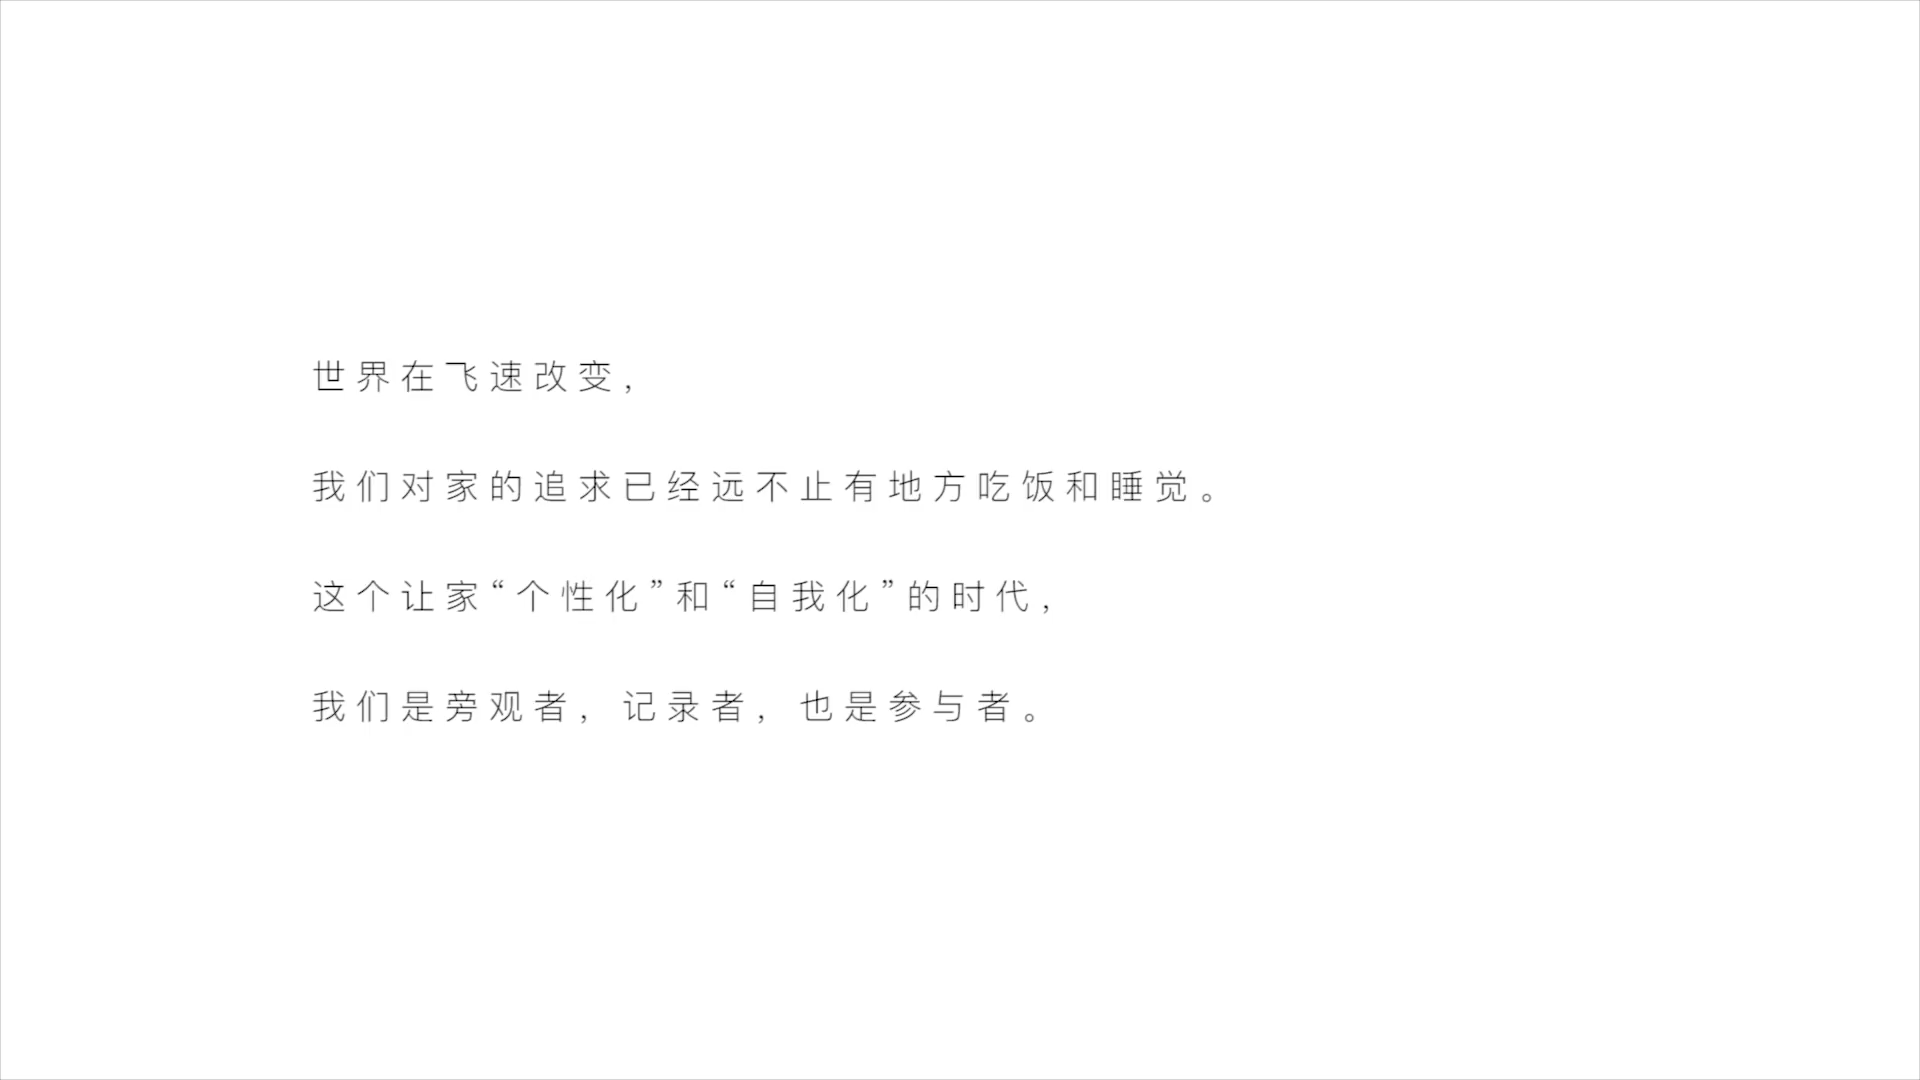 世界在飞速改变，
我们对家的追求已经远不止有地方吃饭和睡觉。
这个让家“个性化”和“自我化”的时代，
我们是旁观者，记录者，也是参与者。